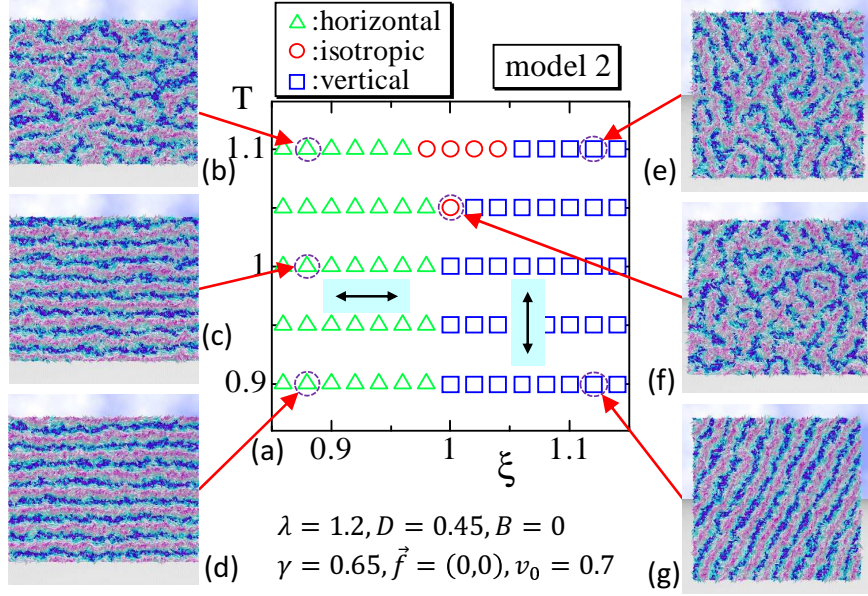 :horizontal
:isotropic
:vertical
model 2
T
1.1
1
0.9
0.9 1 1.1
ξ
(a)
(b)
(c)
(d)
(e)
(f)
(g)
λ = 1.2, D = 0.45, B = 0
γ = 0.65, f⃗ = (0,0), v₀ = 0.7